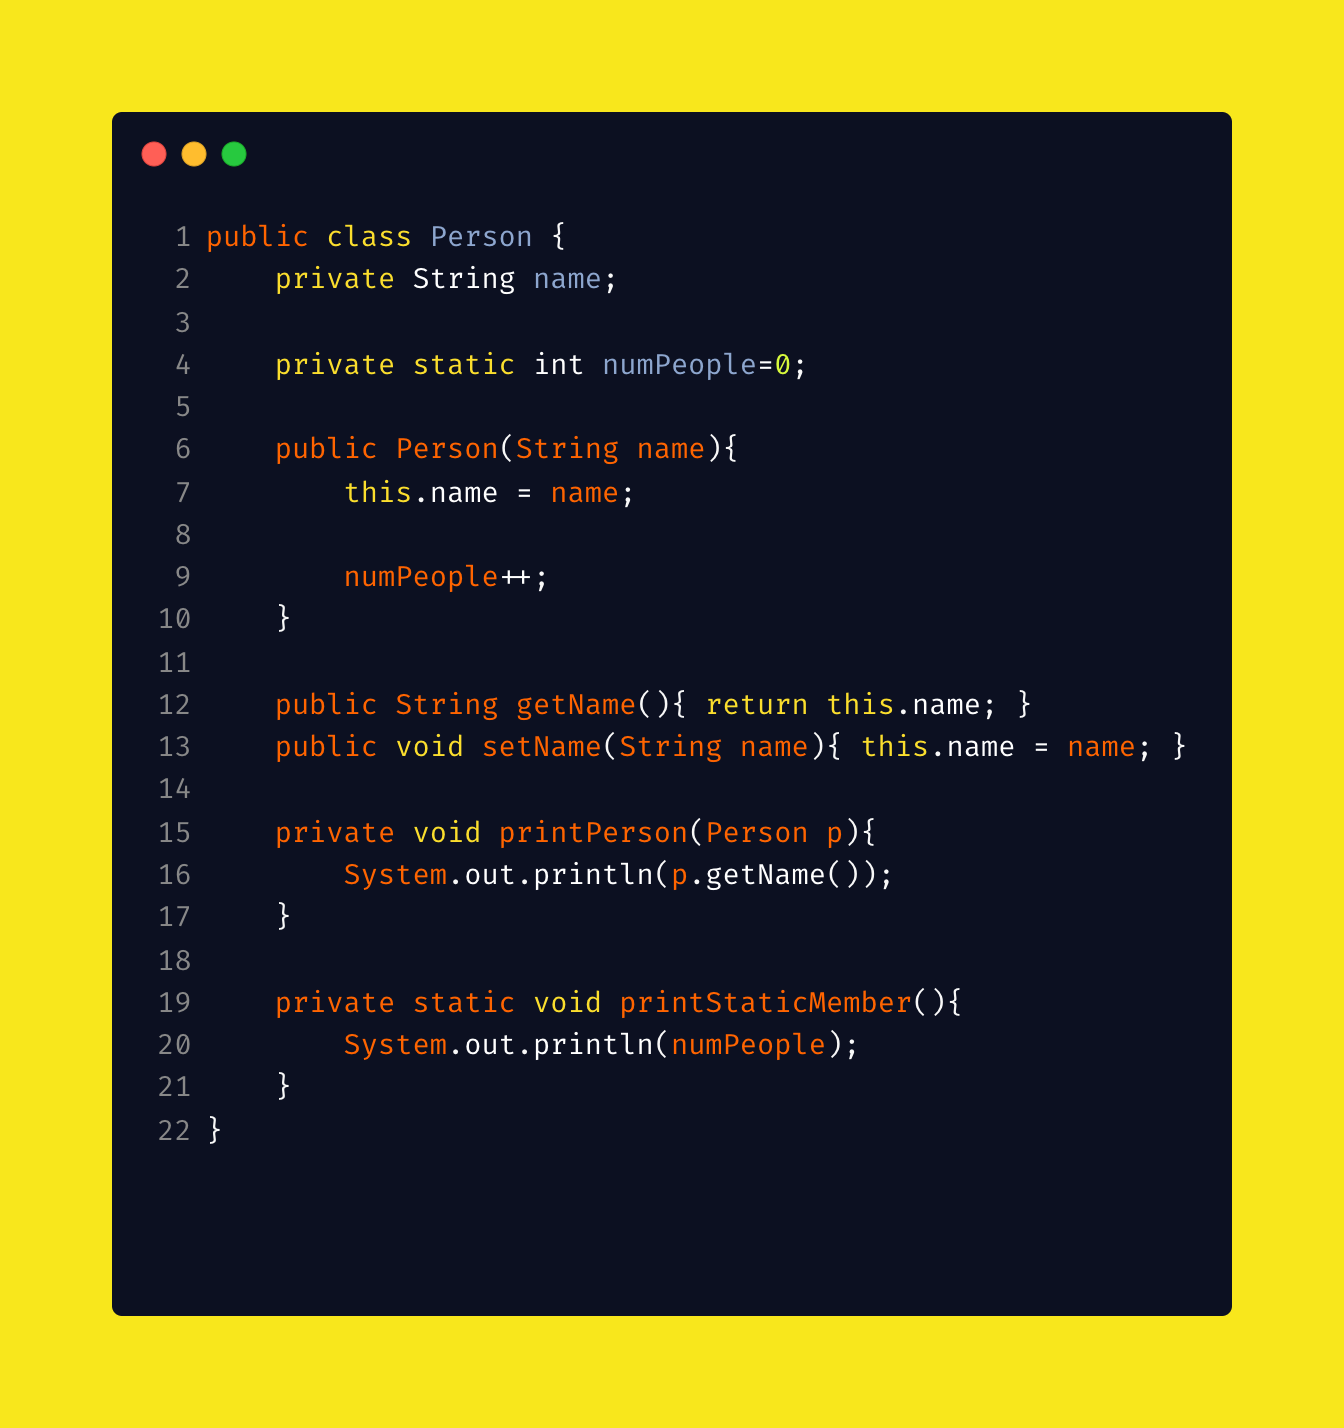 1 public class Person {
2     private String name;
3
4     private static int numPeople=0;
5
6     public Person(String name){
7         this.name = name;
8
9         numPeople++;
10     }
11
12     public String getName(){ return this.name; }
13     public void setName(String name){ this.name = name; }
14
15     private void printPerson(Person p){
16         System.out.println(p.getName());
17     }
18
19     private static void printStaticMember(){
20         System.out.println(numPeople);
21     }
22 }